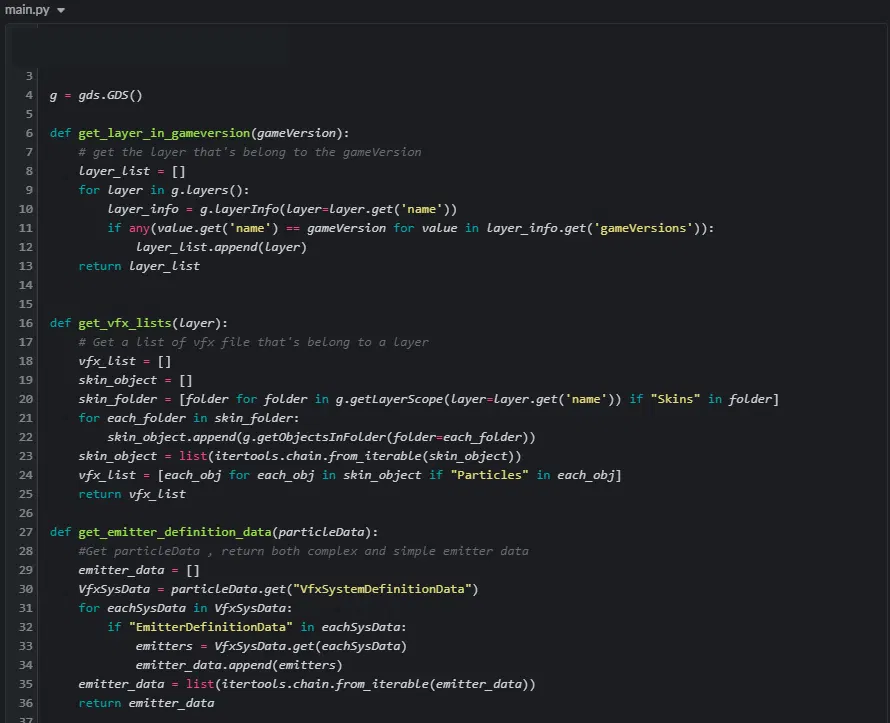 main.py
3
4 g = gds.GDS()
5
6 def get_layer_in_gameversion(gameVersion):
7     # get the layer that's belong to the gameVersion
8     layer_list = []
9     for layer in g.layers():
10         layer_info = g.layerInfo(layer=layer.get('name'))
11         if any(value.get('name') == gameVersion for value in layer_info.get('gameVersions')):
12             layer_list.append(layer)
13     return layer_list
14
15
16 def get_vfx_lists(layer):
17     # Get a list of vfx file that's belong to a layer
18     vfx_list = []
19     skin_object = []
20     skin_folder = [folder for folder in g.getLayerScope(layer=layer.get('name')) if "Skins" in folder]
21     for each_folder in skin_folder:
22         skin_object.append(g.getObjectsInFolder(folder=each_folder))
23     skin_object = list(itertools.chain.from_iterable(skin_object))
24     vfx_list = [each_obj for each_obj in skin_object if "Particles" in each_obj]
25     return vfx_list
26
27 def get_emitter_definition_data(particleData):
28     #Get particleData , return both complex and simple emitter data
29     emitter_data = []
30     VfxSysData = particleData.get("VfxSystemDefinitionData")
31     for eachSysData in VfxSysData:
32         if "EmitterDefinitionData" in eachSysData:
33             emitters = VfxSysData.get(eachSysData)
34             emitter_data.append(emitters)
35     emitter_data = list(itertools.chain.from_iterable(emitter_data))
36     return emitter_data
37